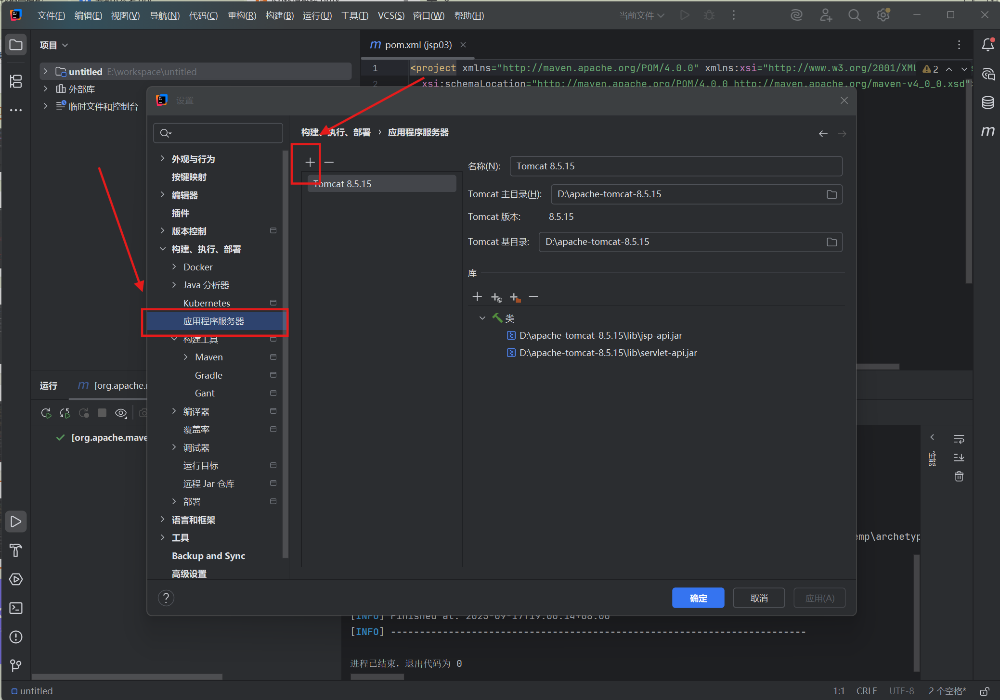 文件(F) 编辑(E) 视图(V) 导航(N) 代码(C) 重构(R) 构建(B) 运行(U) 工具(T) VCS(S) 窗口(W) 帮助(H) 当前文件
项目
pom.xml (jsp03)
untitled E:\workspace\untitled
外部库
临时文件和控制台
1 <project xmlns="http://maven.apache.org/POM/4.0.0" xmlns:xsi="http://www.w3.org/2001/XML
2
2 xsi:schemaLocation="http://maven.apache.org/POM/4.0.0 http://maven.apache.org/maven-v4_0_0.xsd"
设置
外观与行为
按键映射
编辑器
插件
版本控制
构建、执行、部署
Docker
Java 分析器
Kubernetes
应用程序服务器
构建工具
Maven
Gradle
Gant
编译器
覆盖率
调试器
运行目标
远程 Jar 仓库
部署
语言和框架
工具
Backup and Sync
高级设置
构建、执行、部署 › 应用程序服务器
Tomcat 8.5.15
名称(N): Tomcat 8.5.15
Tomcat 主目录(H): D:\apache-tomcat-8.5.15
Tomcat 版本: 8.5.15
Tomcat 基目录: D:\apache-tomcat-8.5.15
库
类
D:\apache-tomcat-8.5.15\lib\jsp-api.jar
D:\apache-tomcat-8.5.15\lib\servlet-api.jar
?
确定 取消 应用(A)
运行 [org.apache.
[org.apache.mave
性能
emp\archetyp
[INFO] Finished at: 2025-09-17T19:00:14+08:00
[INFO] ------------------------------------------------------------------------
进程已结束，退出代码为 0
untitled
1:1 CRLF UTF-8 2 个空格*